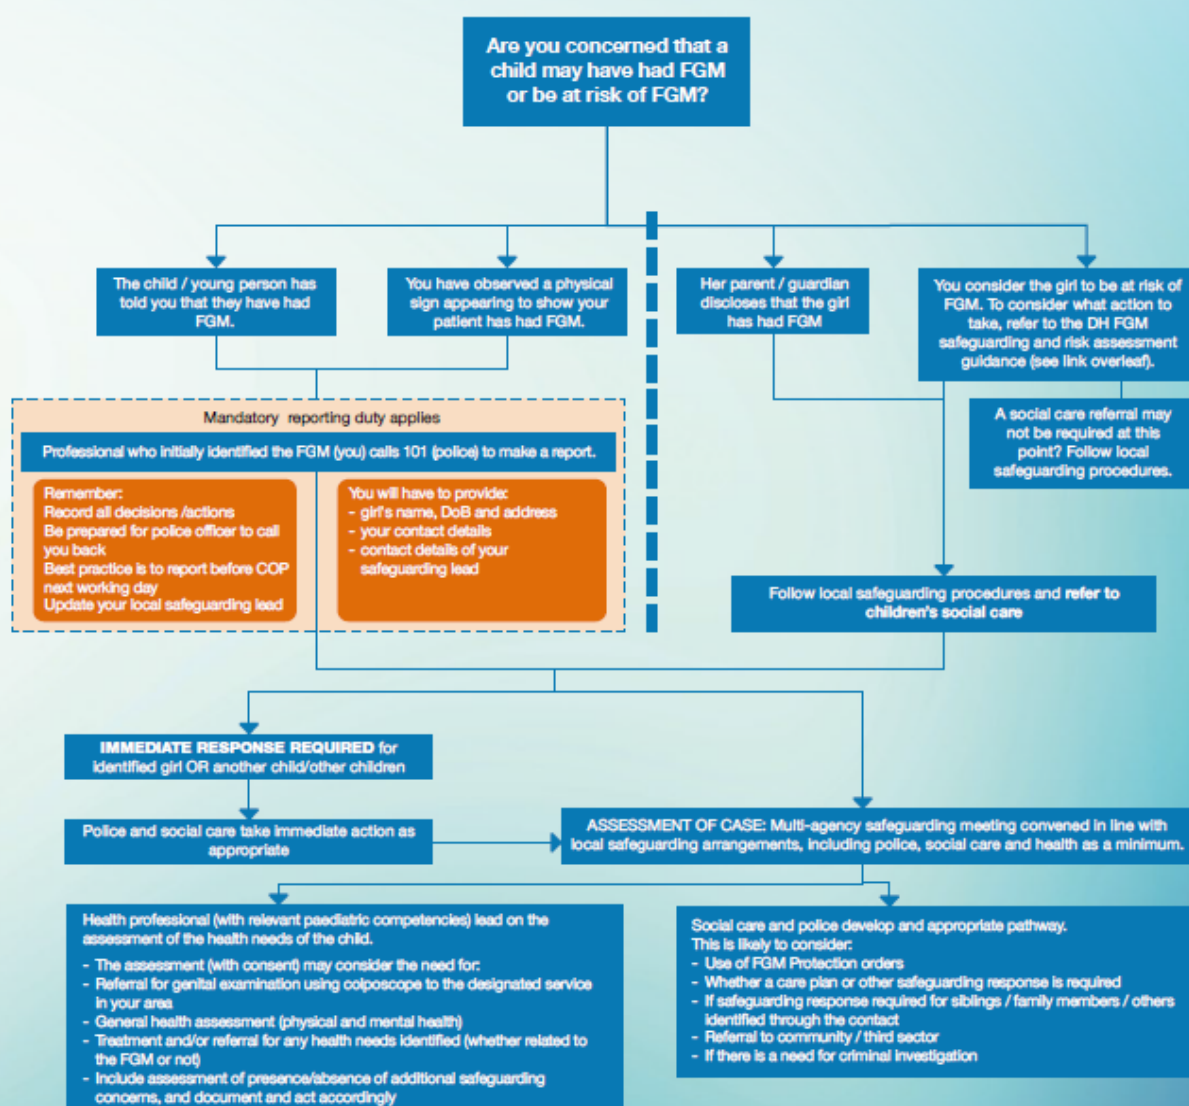 Are you concerned that a
child may have had FGM
or be at risk of FGM?
The child / young person has
told you that they have had
FGM.
You have observed a physical
sign appearing to show your
patient has had FGM.
Her parent / guardian
discloses that the girl
has had FGM
You consider the girl to be at risk of
FGM. To consider what action to
take, refer to the DH FGM
safeguarding and risk assessment
guidance (see link overleaf).
A social care referral may
not be required at this
point? Follow local
safeguarding procedures.
Mandatory reporting duty applies
Professional who initially identified the FGM (you) calls 101 (police) to make a report.
Remember:
Record all decisions /actions
Be prepared for police officer to call
you back
Best practice is to report before COP
next working day
Update your local safeguarding lead
You will have to provide:
- girl's name, DoB and address
- your contact details
- contact details of your
safeguarding lead
Follow local safeguarding procedures and refer to
children's social care
IMMEDIATE RESPONSE REQUIRED for
identified girl OR another child/other children
Police and social care take immediate action as
appropriate
ASSESSMENT OF CASE: Multi-agency safeguarding meeting convened in line with
local safeguarding arrangements, including police, social care and health as a minimum.
Health professional (with relevant paediatric competencies) lead on the
assessment of the health needs of the child.
- The assessment (with consent) may consider the need for:
- Referral for genital examination using colposcope to the designated service
in your area
- General health assessment (physical and mental health)
- Treatment and/or referral for any health needs identified (whether related to
the FGM or not)
- Include assessment of presence/absence of additional safeguarding
concerns, and document and act accordingly
Social care and police develop and appropriate pathway.
This is likely to consider:
- Use of FGM Protection orders
- Whether a care plan or other safeguarding response is required
- If safeguarding response required for siblings / family members / others
identified through the contact
- Referral to community / third sector
- If there is a need for criminal investigation